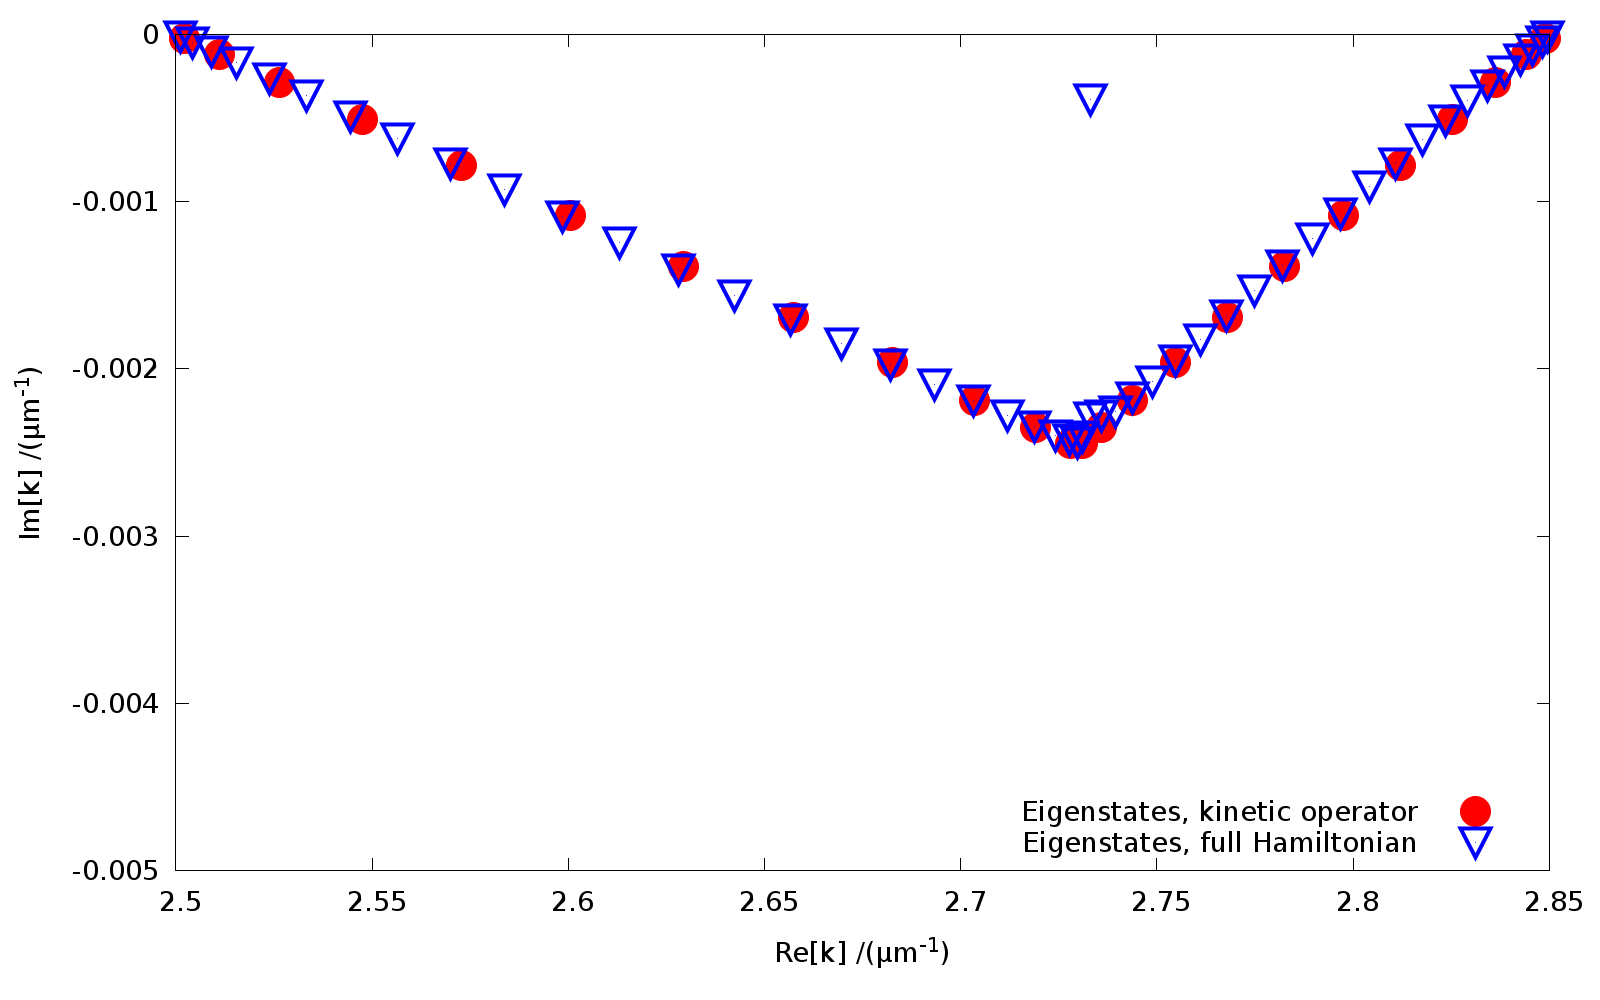 0
-0.001
-0.002
-0.003
-0.004
-0.005
Im[k] /(µm⁻¹)
Eigenstates, kinetic operator
Eigenstates, full Hamiltonian
2.5 2.55 2.6 2.65 2.7 2.75 2.8 2.85
Re[k] /(µm⁻¹)